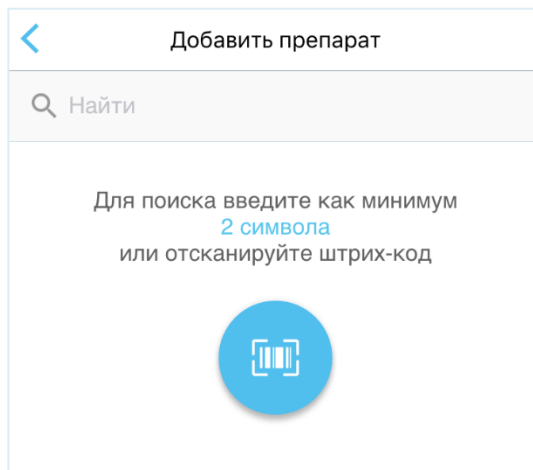 Добавить препарат
Найти
Для поиска введите как минимум
2 символа
или отсканируйте штрих-код